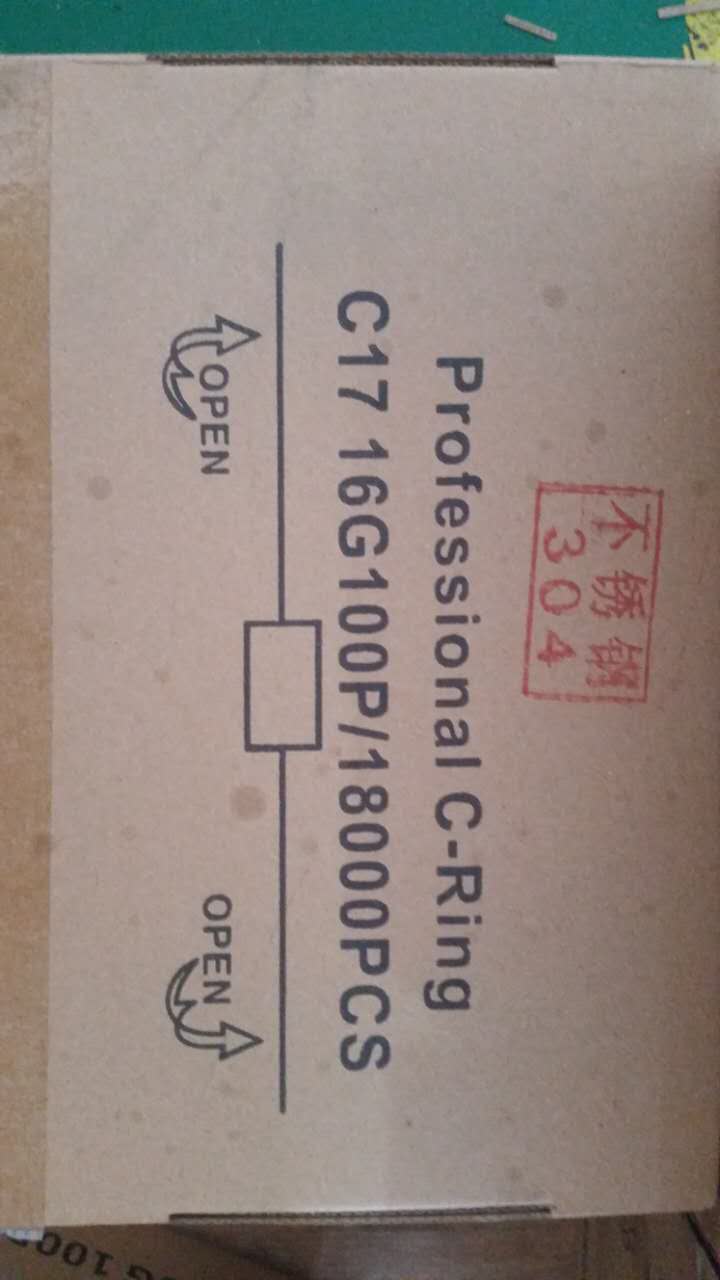 不锈钢
304
Professional C-Ring
C17 16G100P/18000PCS
OPEN
OPEN